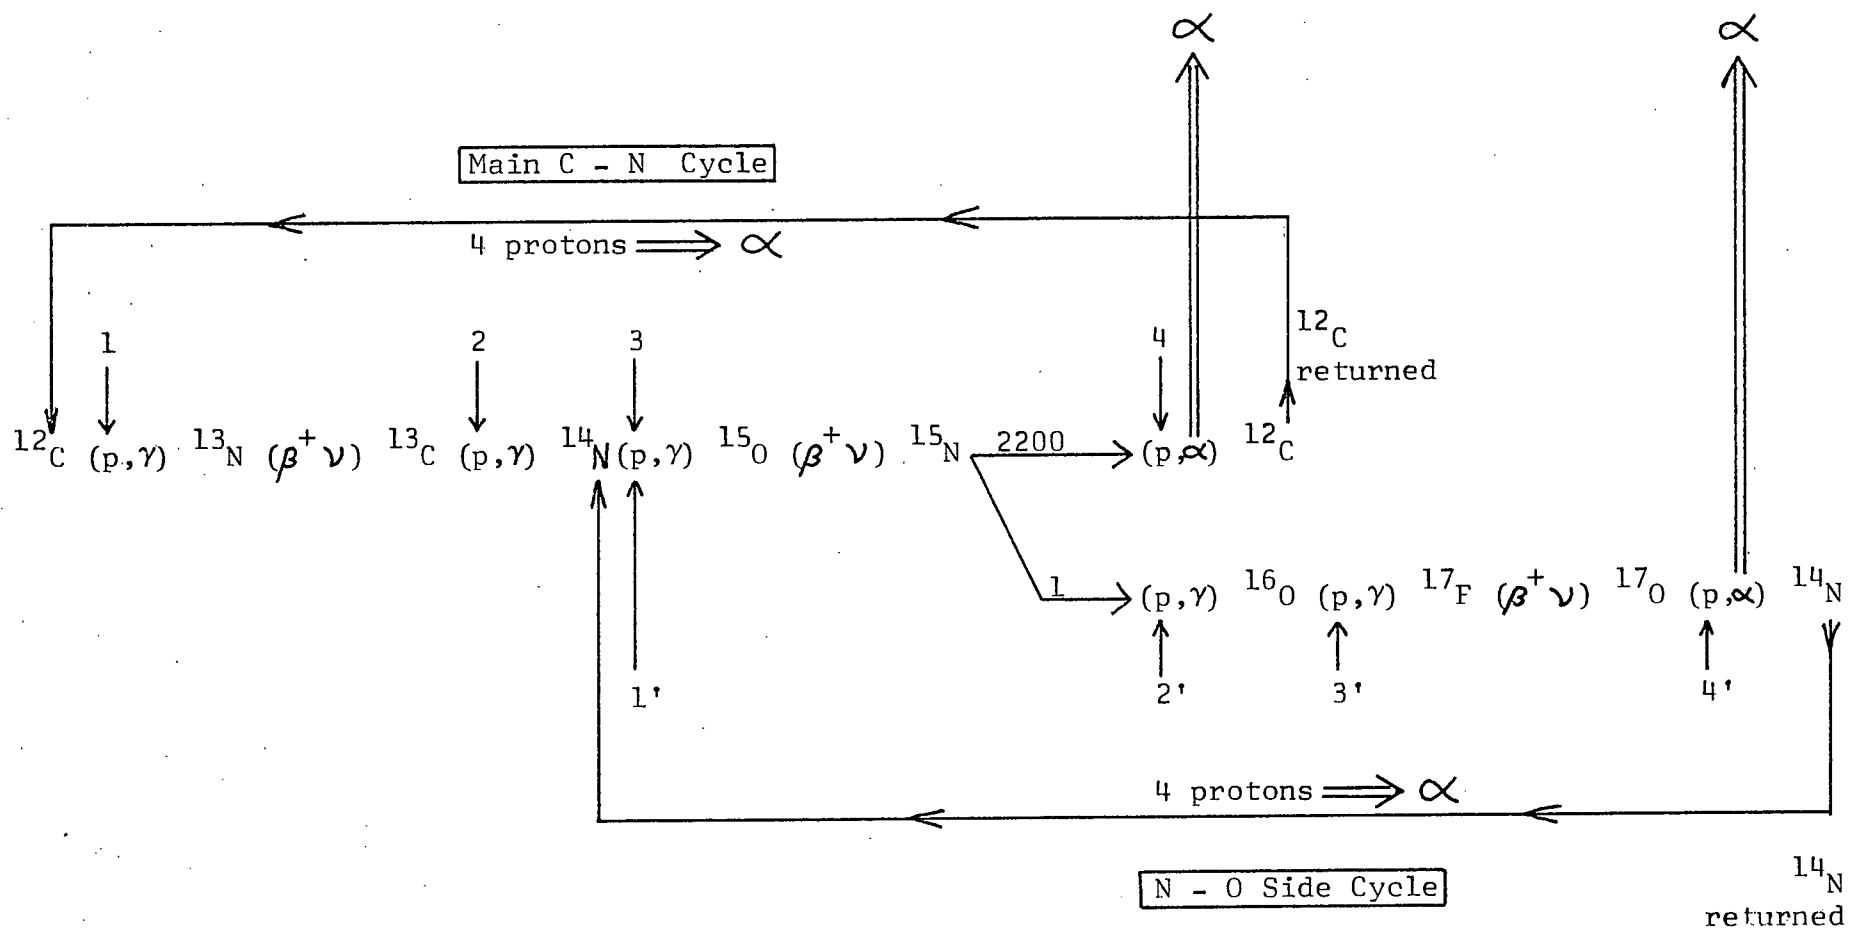 α α
Main C - N Cycle
4 protons ⟹ α
¹²C
returned
1 2 3 4
¹²C (p,γ) ¹³N (β⁺ν) ¹³C (p,γ) ¹⁴N (p,γ) ¹⁵O (β⁺ν) ¹⁵N 2200 (p,α) ¹²C
1 (p,γ) ¹⁶O (p,γ) ¹⁷F (β⁺ν) ¹⁷O (p,α) ¹⁴N
1' 2' 3' 4'
4 protons ⟹ α
N - O Side Cycle
¹⁴N
returned